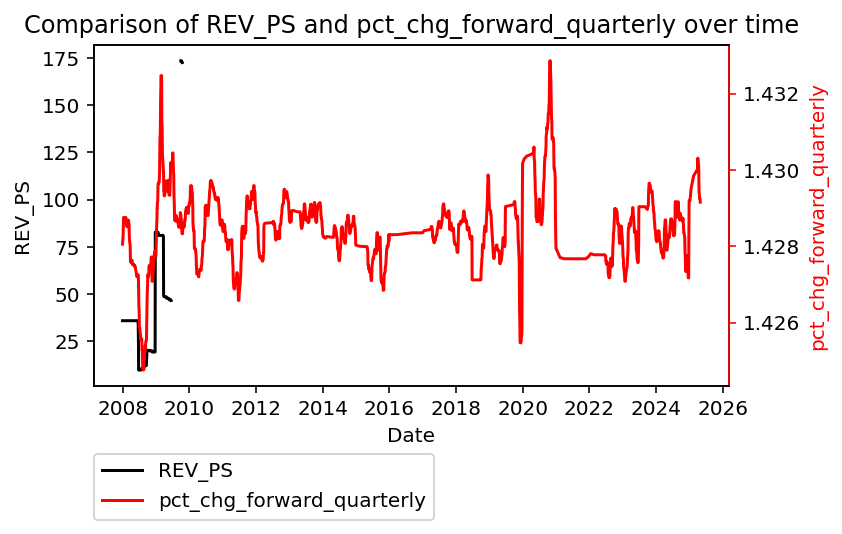 Comparison of REV_PS and pct_chg_forward_quarterly over time
175
150
125
100
75
50
25
REV_PS
1.432
1.430
1.428
1.426
pct_chg_forward_quarterly
2008 2010 2012 2014 2016 2018 2020 2022 2024 2026
Date
REV_PS
pct_chg_forward_quarterly